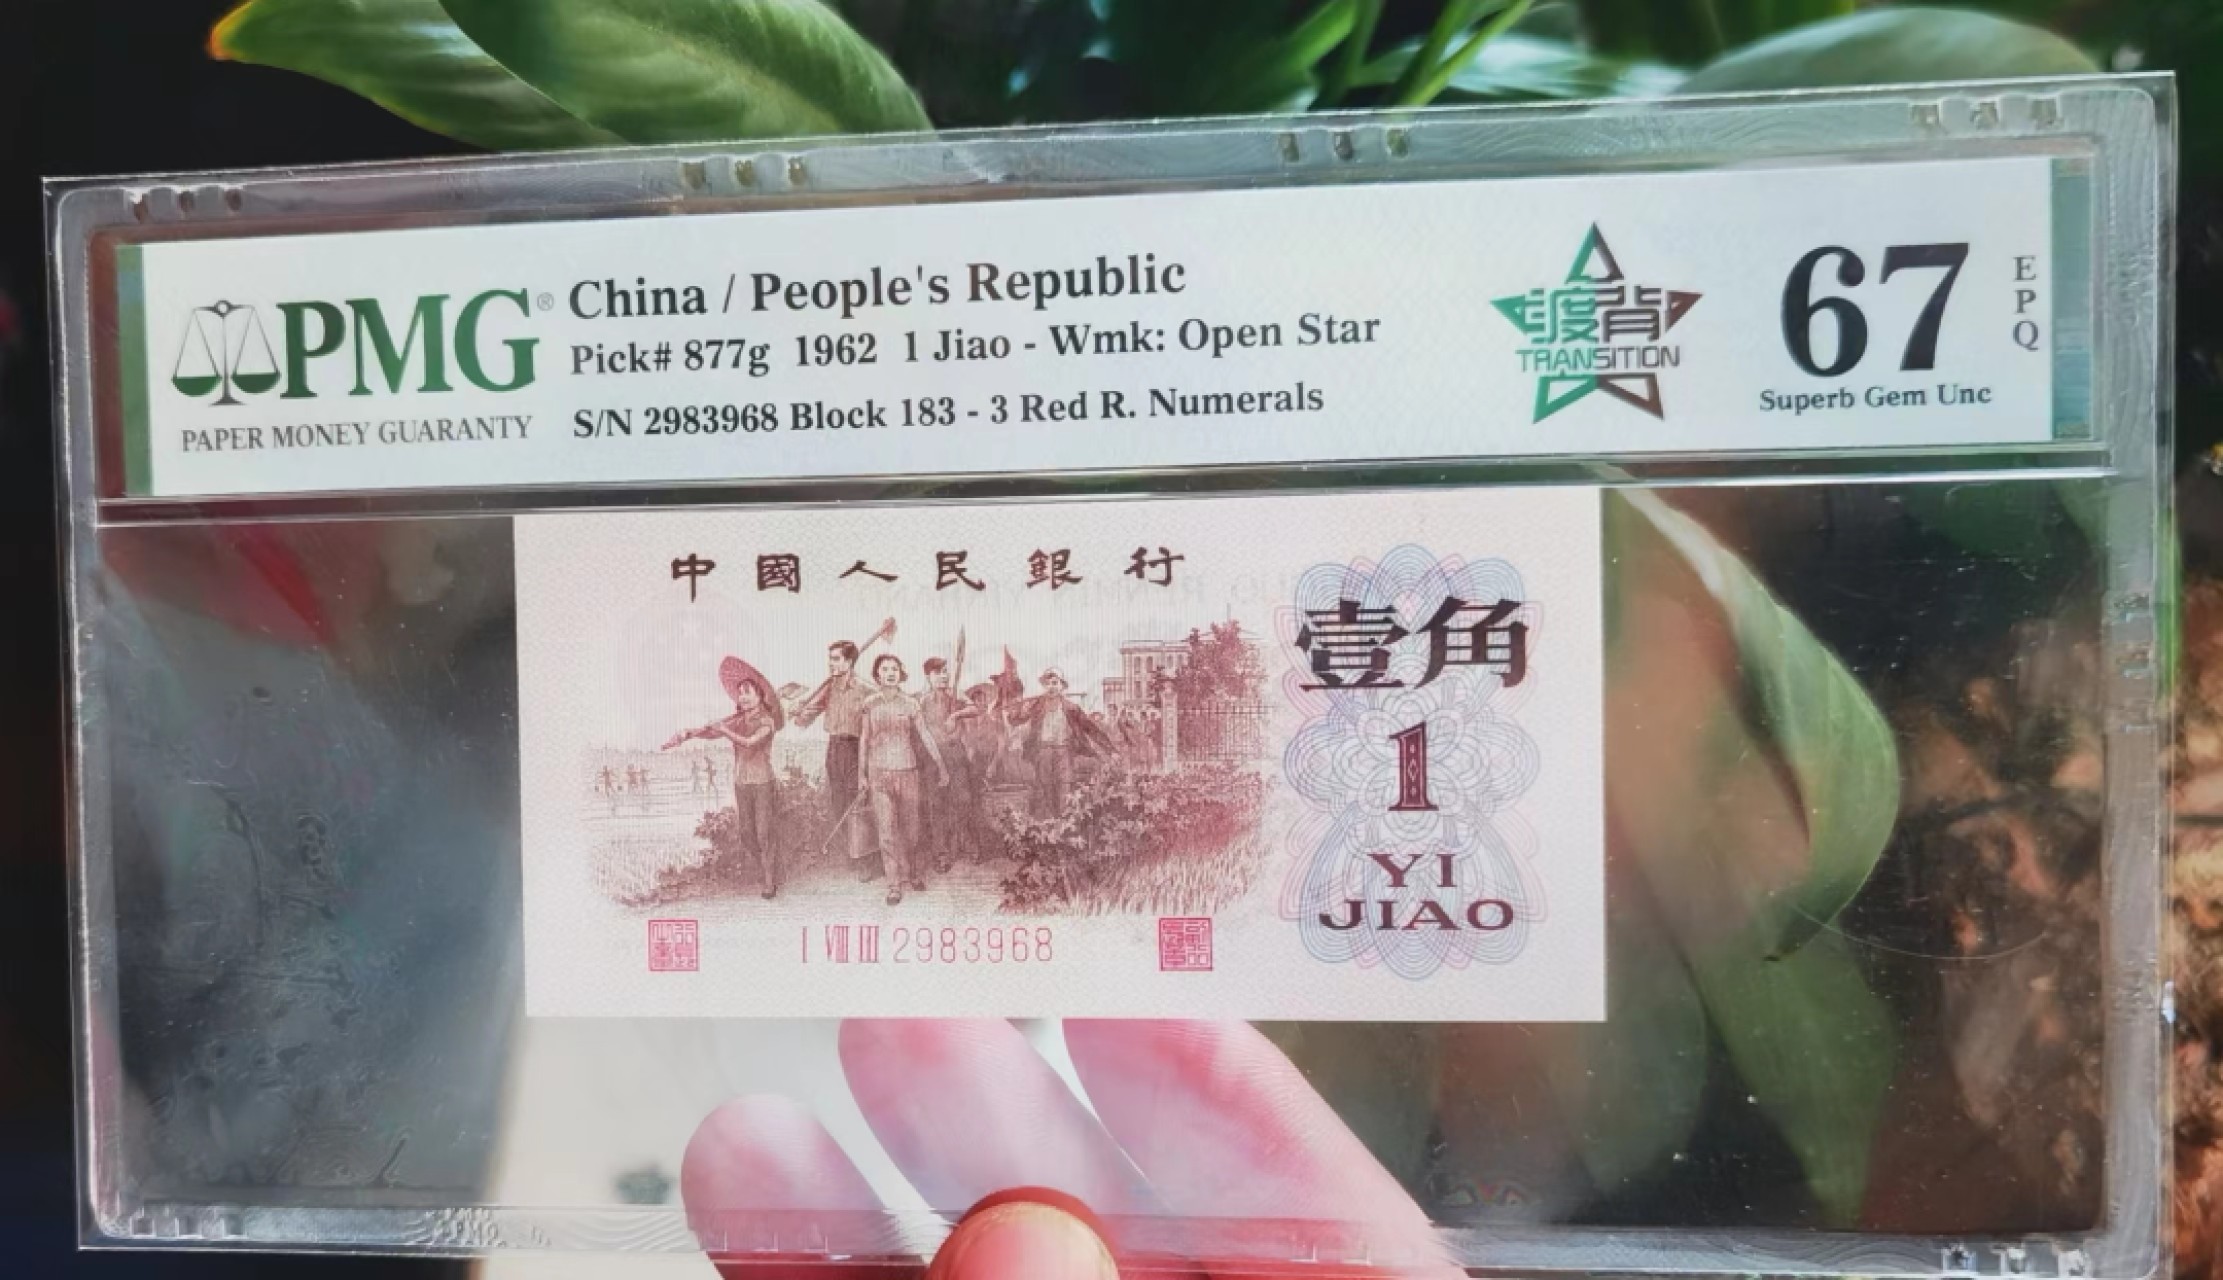 PMG®
PAPER MONEY GUARANTY
China / People's Republic
Pick# 877g 1962 1 Jiao - Wmk: Open Star
S/N 2983968 Block 183 - 3 Red R. Numerals
渡背
TRANSITION
67
EPQ
Superb Gem Unc
中國人民銀行
壹角
1
YI
JIAO
I VIII III 2983968